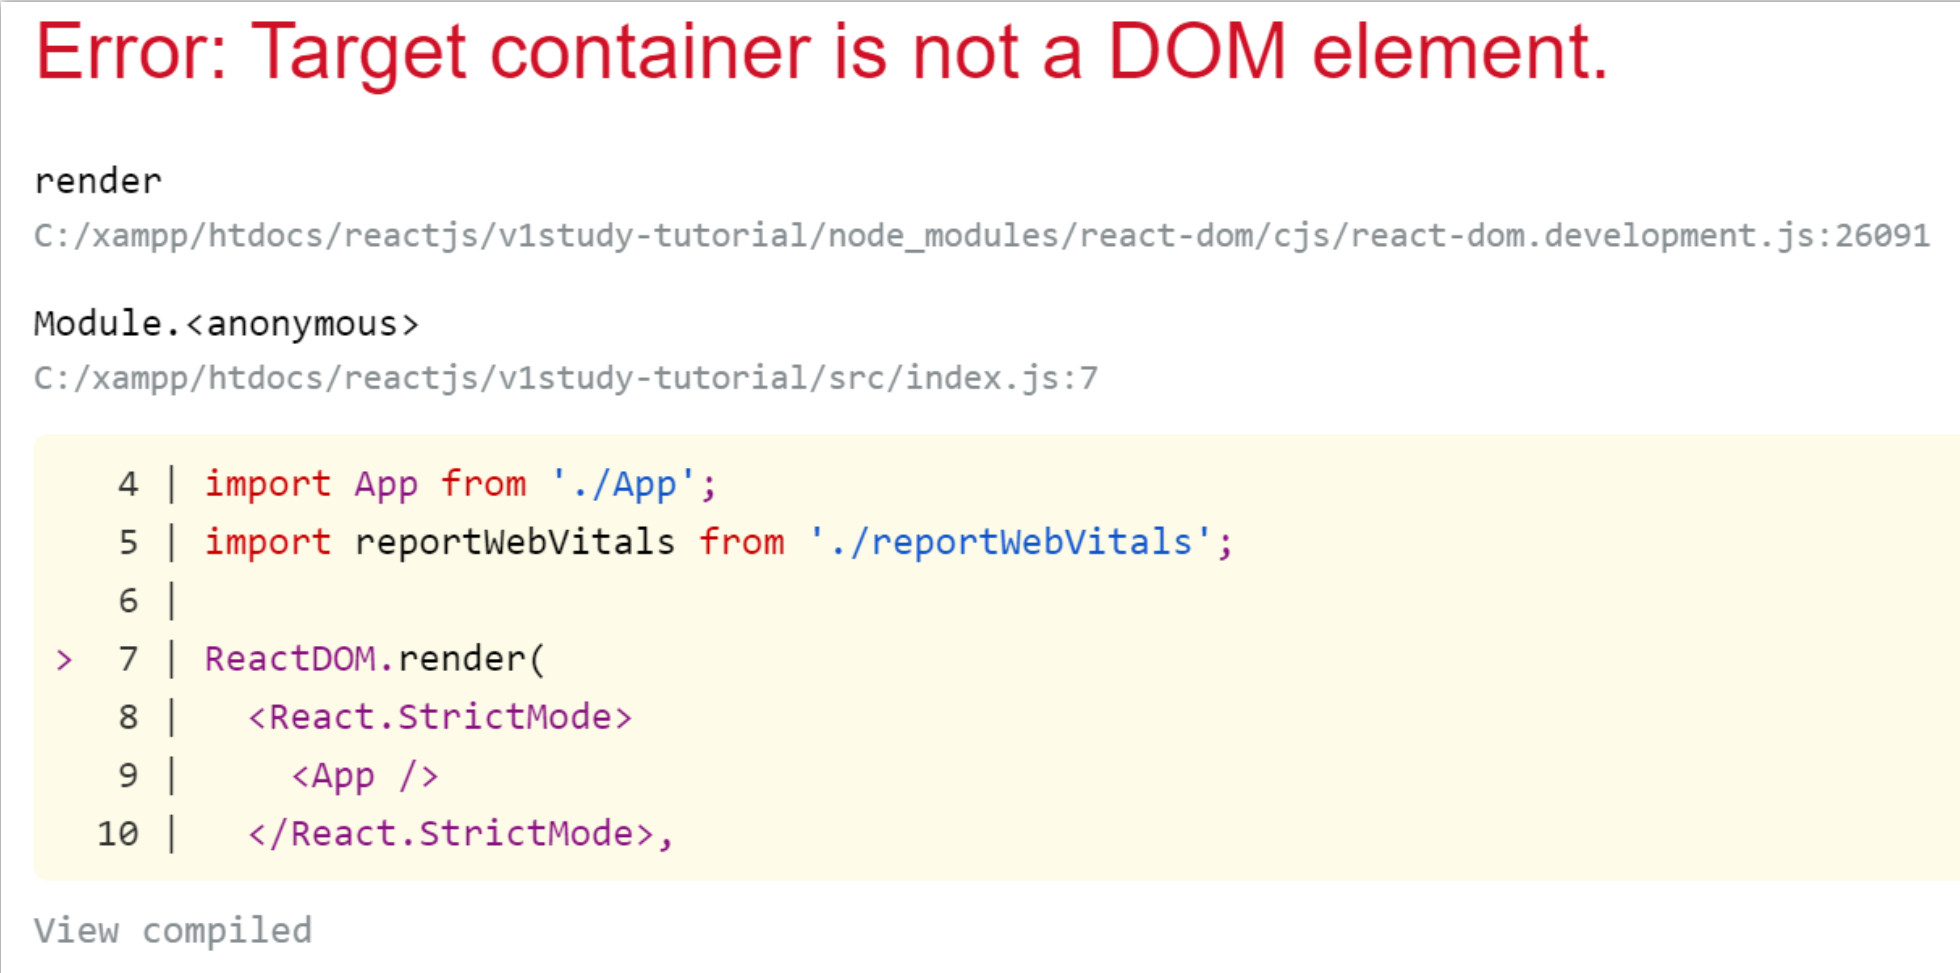 Error: Target container is not a DOM element.
render
C:/xampp/htdocs/reactjs/v1study-tutorial/node_modules/react-dom/cjs/react-dom.development.js:26091
Module.<anonymous>
C:/xampp/htdocs/reactjs/v1study-tutorial/src/index.js:7
4 | import App from './App';
5 | import reportWebVitals from './reportWebVitals';
6 |
> 7 | ReactDOM.render(
8 |   <React.StrictMode>
9 |     <App />
10 |   </React.StrictMode>,
View compiled